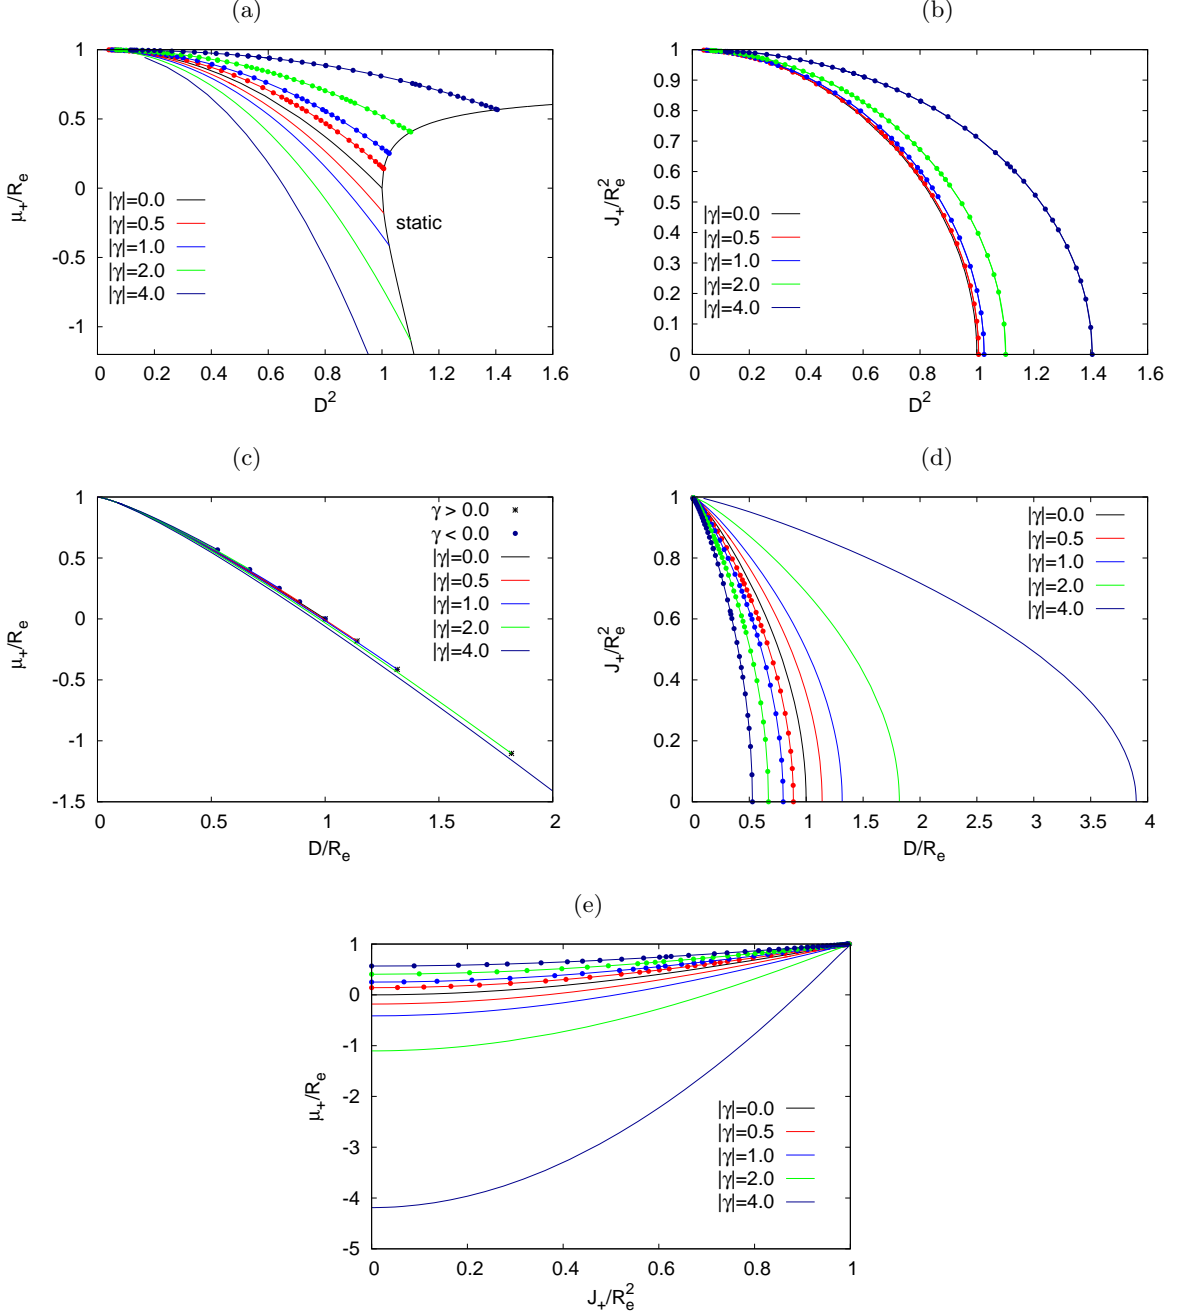 (a)
μ₊/Rₑ
1
0.5
0
-0.5
-1
|γ|=0.0
|γ|=0.5
|γ|=1.0
|γ|=2.0
|γ|=4.0
static
0 0.2 0.4 0.6 0.8 1 1.2 1.4 1.6
D²
(b)
J₊/Rₑ²
1
0.9
0.8
0.7
0.6
0.5
0.4
0.3
0.2
0.1
0
|γ|=0.0
|γ|=0.5
|γ|=1.0
|γ|=2.0
|γ|=4.0
0 0.2 0.4 0.6 0.8 1 1.2 1.4 1.6
D²
(c)
μ₊/Rₑ
1
0.5
0
-0.5
-1
-1.5
γ > 0.0
γ < 0.0
|γ|=0.0
|γ|=0.5
|γ|=1.0
|γ|=2.0
|γ|=4.0
0 0.5 1 1.5 2
D/Rₑ
(d)
J₊/Rₑ²
1
0.8
0.6
0.4
0.2
0
|γ|=0.0
|γ|=0.5
|γ|=1.0
|γ|=2.0
|γ|=4.0
0 0.5 1 1.5 2 2.5 3 3.5 4
D/Rₑ
(e)
μ₊/Rₑ
1
0
-1
-2
-3
-4
-5
|γ|=0.0
|γ|=0.5
|γ|=1.0
|γ|=2.0
|γ|=4.0
0 0.2 0.4 0.6 0.8 1
J₊/Rₑ²